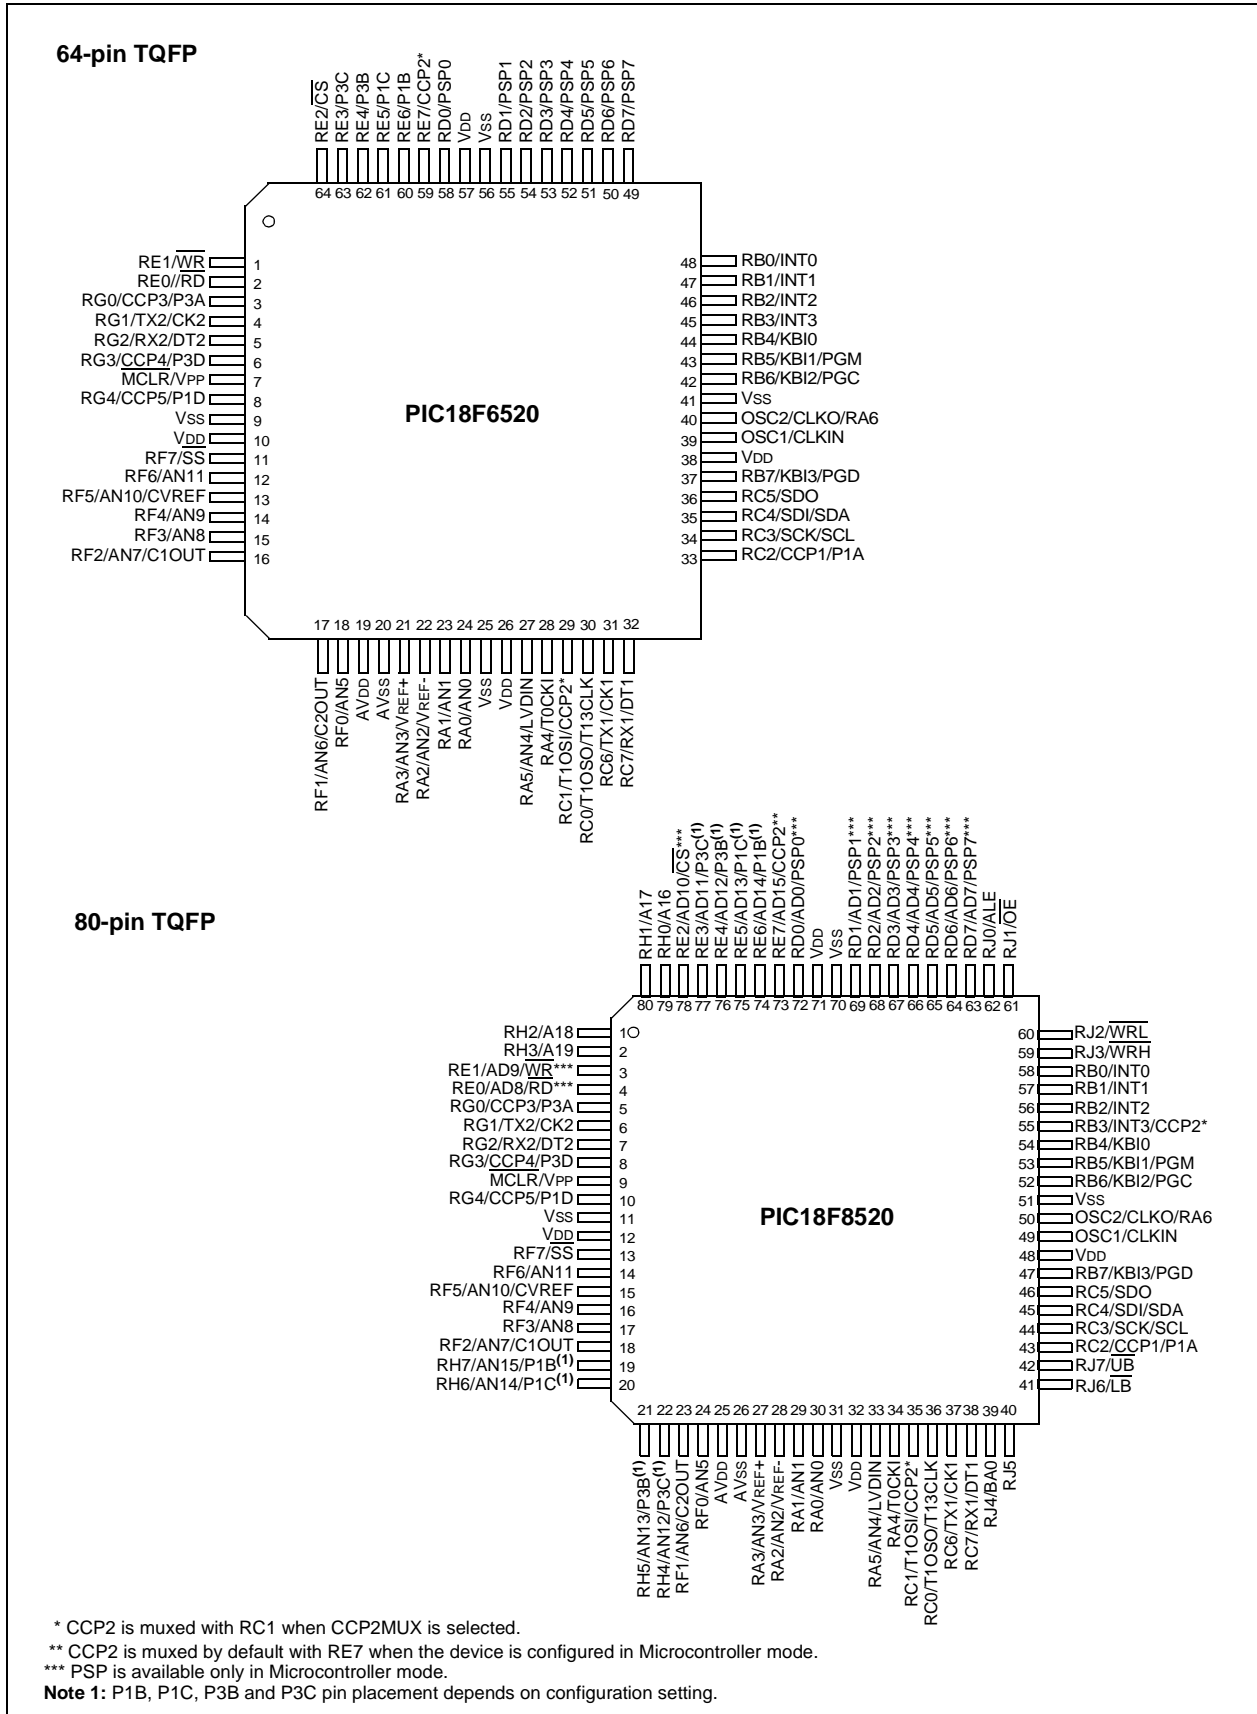 64-pin TQFP
RE2/CS
RE3/P3C
RE4/P3B
RE5/P1C
RE6/P1B
RE7/CCP2*
RD0/PSP0
VDD
VSS
RD1/PSP1
RD2/PSP2
RD3/PSP3
RD4/PSP4
RD5/PSP5
RD6/PSP6
RD7/PSP7
64 63 62 61 60 59 58 57 56 55 54 53 52 51 50 49
RE1/WR 1
RE0//RD 2
RG0/CCP3/P3A 3
RG1/TX2/CK2 4
RG2/RX2/DT2 5
RG3/CCP4/P3D 6
MCLR/VPP 7
RG4/CCP5/P1D 8
VSS 9
VDD 10
RF7/SS 11
RF6/AN11 12
RF5/AN10/CVREF 13
RF4/AN9 14
RF3/AN8 15
RF2/AN7/C1OUT 16
PIC18F6520
48 RB0/INT0
47 RB1/INT1
46 RB2/INT2
45 RB3/INT3
44 RB4/KBI0
43 RB5/KBI1/PGM
42 RB6/KBI2/PGC
41 VSS
40 OSC2/CLKO/RA6
39 OSC1/CLKIN
38 VDD
37 RB7/KBI3/PGD
36 RC5/SDO
35 RC4/SDI/SDA
34 RC3/SCK/SCL
33 RC2/CCP1/P1A
17 18 19 20 21 22 23 24 25 26 27 28 29 30 31 32
RF1/AN6/C2OUT
RF0/AN5
AVDD
AVSS
RA3/AN3/VREF+
RA2/AN2/VREF-
RA1/AN1
RA0/AN0
VSS
VDD
RA5/AN4/LVDIN
RA4/T0CKI
RC1/T1OSI/CCP2*
RC0/T1OSO/T13CLK
RC6/TX1/CK1
RC7/RX1/DT1
80-pin TQFP
RH1/A17
RH0/A16
RE2/AD10/CS***
RE3/AD11/P3C(1)
RE4/AD12/P3B(1)
RE5/AD13/P1C(1)
RE6/AD14/P1B(1)
RE7/AD15/CCP2**
RD0/AD0/PSP0***
VDD
VSS
RD1/AD1/PSP1***
RD2/AD2/PSP2***
RD3/AD3/PSP3***
RD4/AD4/PSP4***
RD5/AD5/PSP5***
RD6/AD6/PSP6***
RD7/AD7/PSP7***
RJ0/ALE
RJ1/OE
80 79 78 77 76 75 74 73 72 71 70 69 68 67 66 65 64 63 62 61
RH2/A18 1
RH3/A19 2
RE1/AD9/WR*** 3
RE0/AD8/RD*** 4
RG0/CCP3/P3A 5
RG1/TX2/CK2 6
RG2/RX2/DT2 7
RG3/CCP4/P3D 8
MCLR/VPP 9
RG4/CCP5/P1D 10
VSS 11
VDD 12
RF7/SS 13
RF6/AN11 14
RF5/AN10/CVREF 15
RF4/AN9 16
RF3/AN8 17
RF2/AN7/C1OUT 18
RH7/AN15/P1B(1) 19
RH6/AN14/P1C(1) 20
PIC18F8520
60 RJ2/WRL
59 RJ3/WRH
58 RB0/INT0
57 RB1/INT1
56 RB2/INT2
55 RB3/INT3/CCP2*
54 RB4/KBI0
53 RB5/KBI1/PGM
52 RB6/KBI2/PGC
51 VSS
50 OSC2/CLKO/RA6
49 OSC1/CLKIN
48 VDD
47 RB7/KBI3/PGD
46 RC5/SDO
45 RC4/SDI/SDA
44 RC3/SCK/SCL
43 RC2/CCP1/P1A
42 RJ7/UB
41 RJ6/LB
21 22 23 24 25 26 27 28 29 30 31 32 33 34 35 36 37 38 39 40
RH5/AN13/P3B(1)
RH4/AN12/P3C(1)
RF1/AN6/C2OUT
RF0/AN5
AVDD
AVSS
RA3/AN3/VREF+
RA2/AN2/VREF-
RA1/AN1
RA0/AN0
VSS
VDD
RA5/AN4/LVDIN
RA4/T0CKI
RC1/T1OSI/CCP2*
RC0/T1OSO/T13CLK
RC6/TX1/CK1
RC7/RX1/DT1
RJ4/BA0
RJ5
* CCP2 is muxed with RC1 when CCP2MUX is selected.
** CCP2 is muxed by default with RE7 when the device is configured in Microcontroller mode.
*** PSP is available only in Microcontroller mode.
Note 1: P1B, P1C, P3B and P3C pin placement depends on configuration setting.